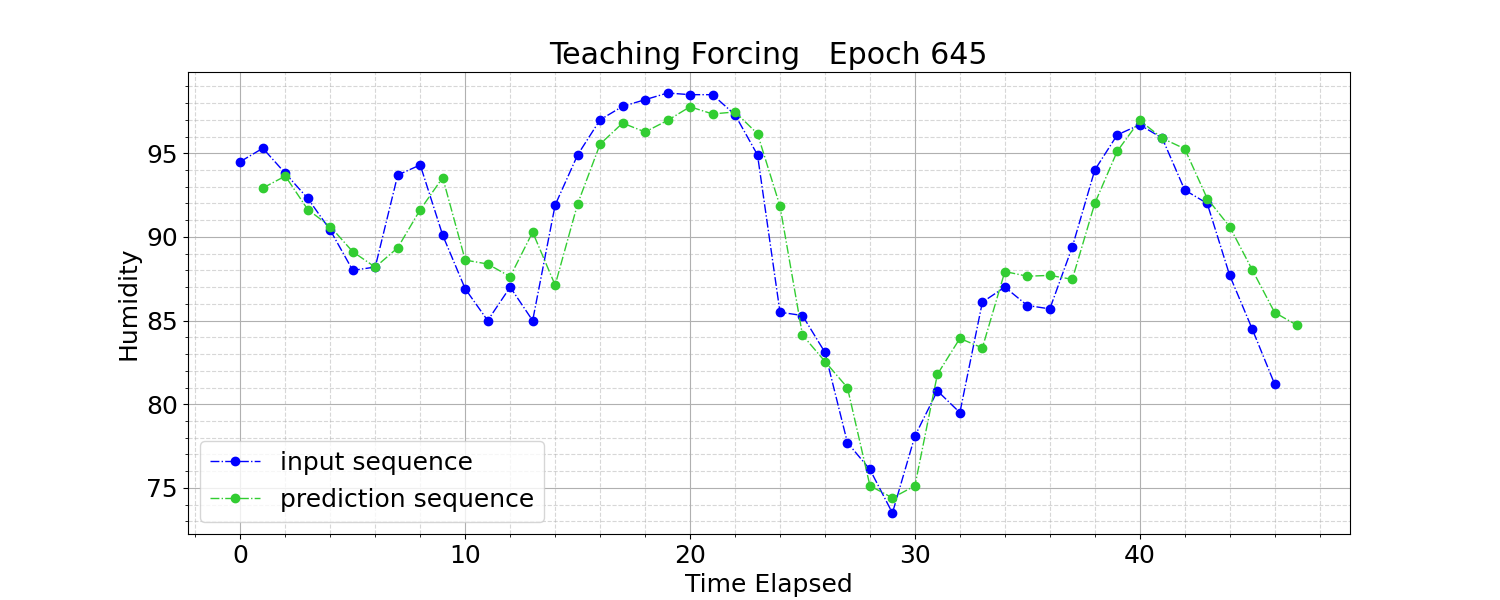 Teaching Forcing   Epoch 645
Humidity
95
90
85
80
75
input sequence
prediction sequence
0 10 20 30 40
Time Elapsed